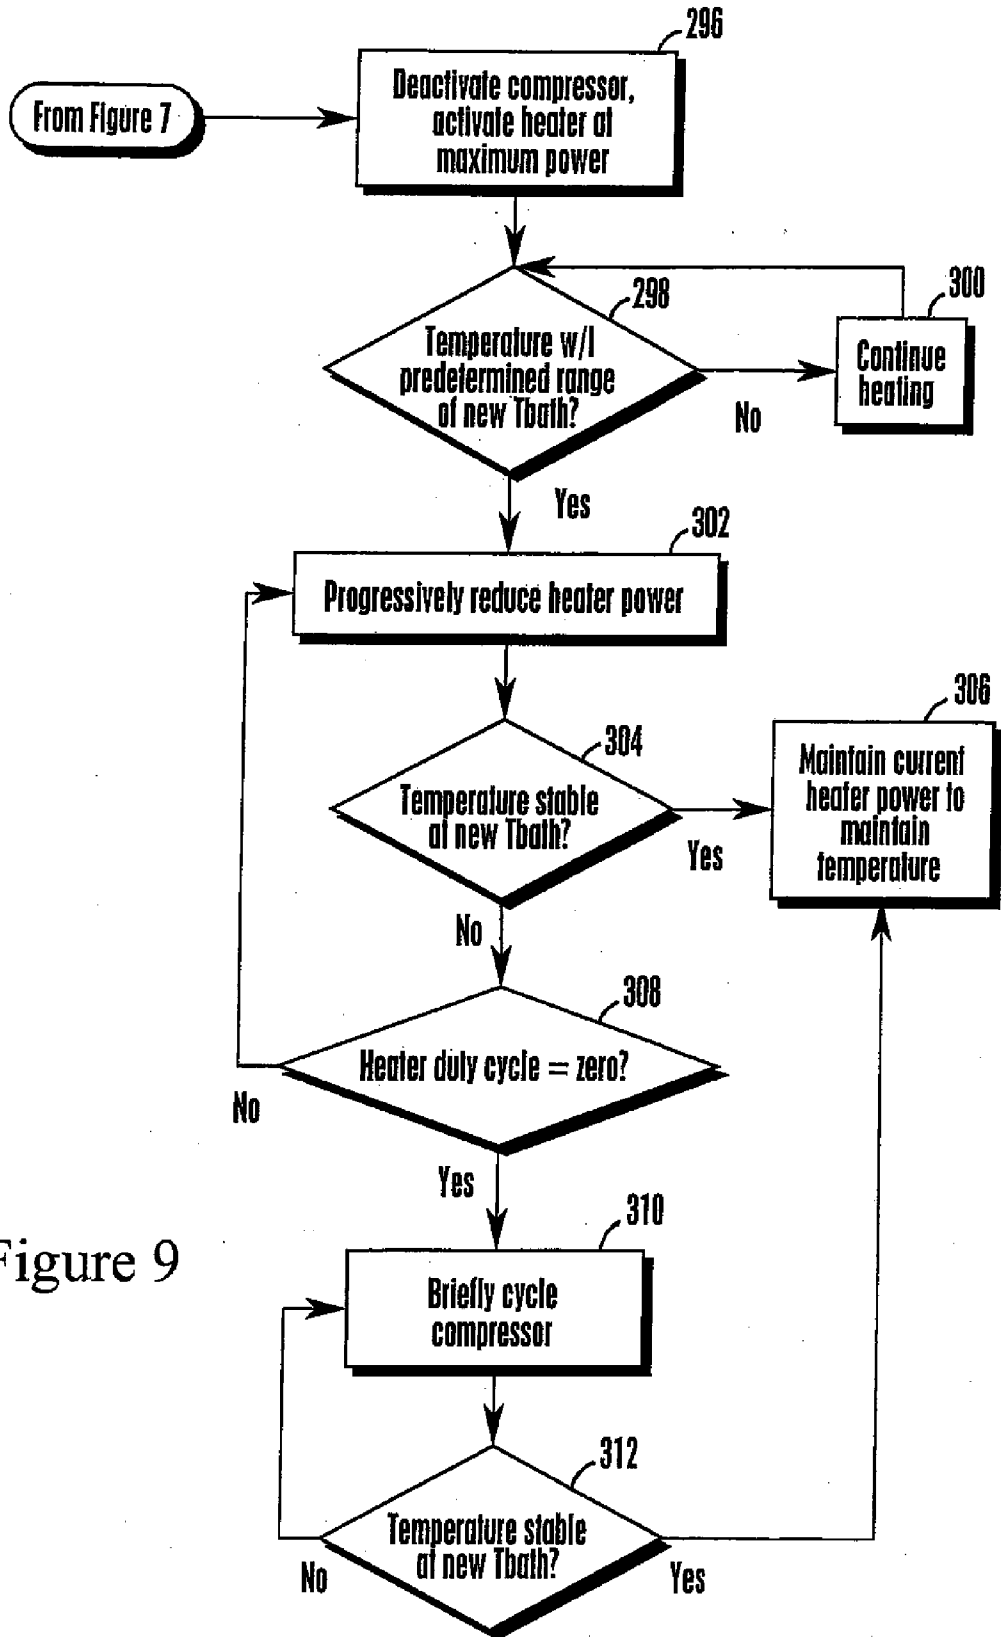 296
From Figure 7
Deactivate compressor,
activate heater at
maximum power
298
Temperature w/i
predetermined range
of new Tbath?
300
Continue
heating
No
Yes
302
Progressively reduce heater power
304
Temperature stable
at new Tbath?
Yes
306
Maintain current
heater power to
maintain
temperature
No
308
Heater duty cycle = zero?
No
Yes
310
Briefly cycle
compressor
Figure 9
312
Temperature stable
at new Tbath?
No
Yes